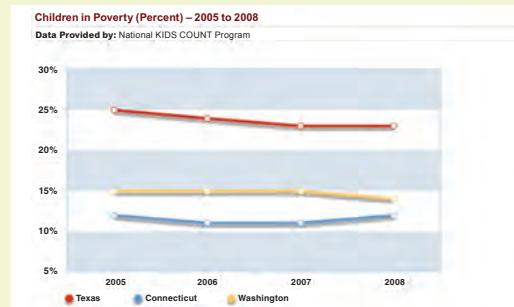 Children in Poverty (Percent) – 2005 to 2008
Data Provided by: National KIDS COUNT Program
30%
25%
20%
15%
10%
5%
2005 2006 2007 2008
Texas Connecticut Washington